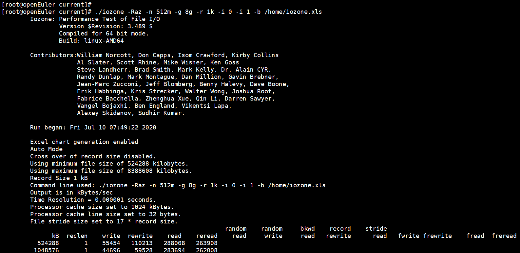 [root@openEuler current]#
[root@openEuler current]# ./iozone -Raz -n 512m -g 8g -r 1k -i 0 -i 1 -b /home/iozone.xls
Iozone: Performance Test of File I/O
Version $Revision: 3.489 $
Compiled for 64 bit mode.
Build: linux-AMD64
Contributors:William Norcott, Don Capps, Isom Crawford, Kirby Collins
Al Slater, Scott Rhine, Mike Wisner, Ken Goss
Steve Landherr, Brad Smith, Mark Kelly, Dr. Alain CYR,
Randy Dunlap, Mark Montague, Dan Million, Gavin Brebner,
Jean-Marc Zucconi, Jeff Blomberg, Benny Halevy, Dave Boone,
Erik Habbinga, Kris Strecker, Walter Wong, Joshua Root,
Fabrice Bacchella, Zhenghua Xue, Qin Li, Darren Sawyer,
Vangel Bojaxhi, Ben England, Vikentsi Lapa,
Alexey Skidanov, Sudhir Kumar.
Run began: Fri Jul 10 07:49:22 2020
Excel chart generation enabled
Auto Mode
Cross over of record size disabled.
Using minimum file size of 524288 kilobytes.
Using maximum file size of 8388608 kilobytes.
Record Size 1 kB
Command line used: ./iozone -Raz -n 512m -g 8g -r 1k -i 0 -i 1 -b /home/iozone.xls
Output is in kBytes/sec
Time Resolution = 0.000001 seconds.
Processor cache size set to 1024 kBytes.
Processor cache line size set to 32 bytes.
File stride size set to 17 * record size.
random random bkwd record stride
kB reclen write rewrite read reread read write read rewrite read fwrite frewrite fread freread
524288 1 55454 110213 268008 263908
1048576 1 44696 59528 263694 262008